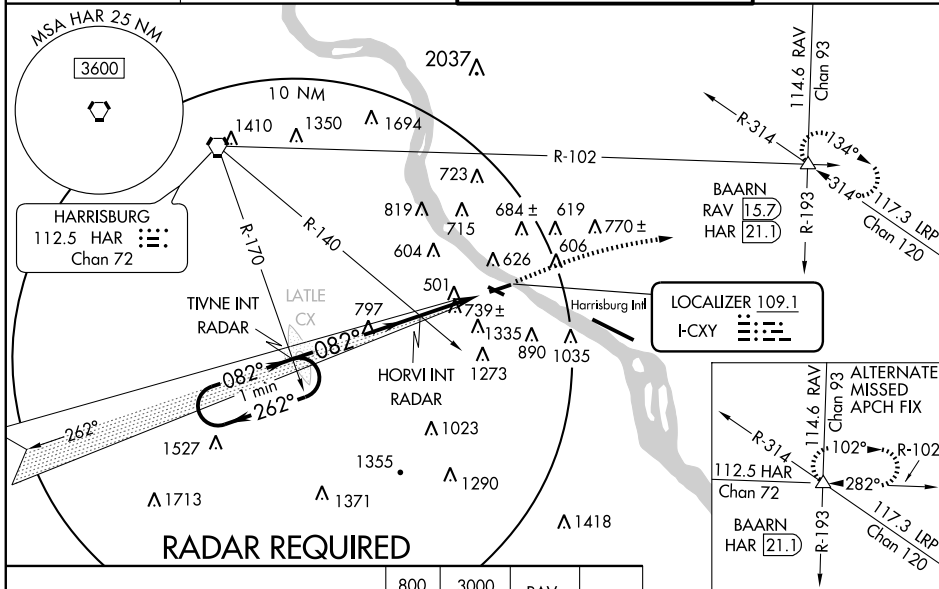 MSA HAR 25 NM
3600
2037
10 NM
1410
1350
1694
HARRISBURG
112.5 HAR
Chan 72
R-102
R-170
R-140
723
819
715
684 ±
619
770 ±
604
626
606
501
739 ±
1335
1273
890
1035
797
TIVNE INT
RADAR
LATLE
CX
HORVI INT
RADAR
082°
082°
1 min
262°
262°
Harrisburg Intl
LOCALIZER 109.1
I-CXY
114.6 RAV
Chan 93
R-314
134°
314°
BAARN
RAV 15.7
HAR 21.1
R-193
117.3 LRP
Chan 120
1527
1713
1371
1355
1023
1290
1418
RADAR REQUIRED
ALTERNATE
MISSED
APCH FIX
114.6 RAV
Chan 93
R-314
102°
R-102
282°
112.5 HAR
Chan 72
BAARN
HAR 21.1
R-193
117.3 LRP
Chan 120
800
3000
RAV